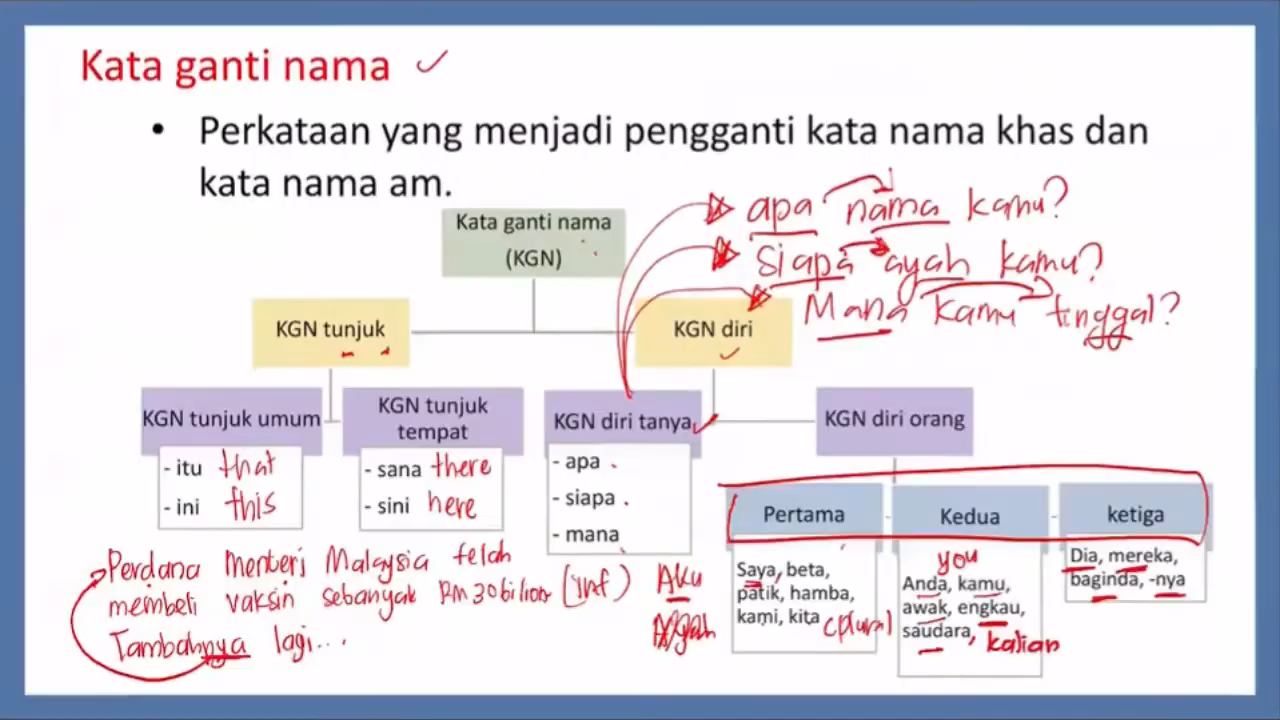 Kata ganti nama
• Perkataan yang menjadi pengganti kata nama khas dan
kata nama am.
apa nama kamu?
siapa ayah kamu?
Mana kamu tinggal?
Kata ganti nama
(KGN)
KGN tunjuk
KGN diri
KGN tunjuk umum
- itu that
- ini this
KGN tunjuk
tempat
- sana there
- sini here
KGN diri tanya
- apa
- siapa
- mana
KGN diri orang
Pertama
Aku
Saya, beta,
patik, hamba,
kami, kita (plural)
Kedua
you
Anda, kamu,
awak, engkau,
saudara, kalian
ketiga
Dia, mereka,
baginda, -nya
Perdana menteri Malaysia telah
membeli vaksin sebanyak RM 30 bilion
Tambahnya lagi...